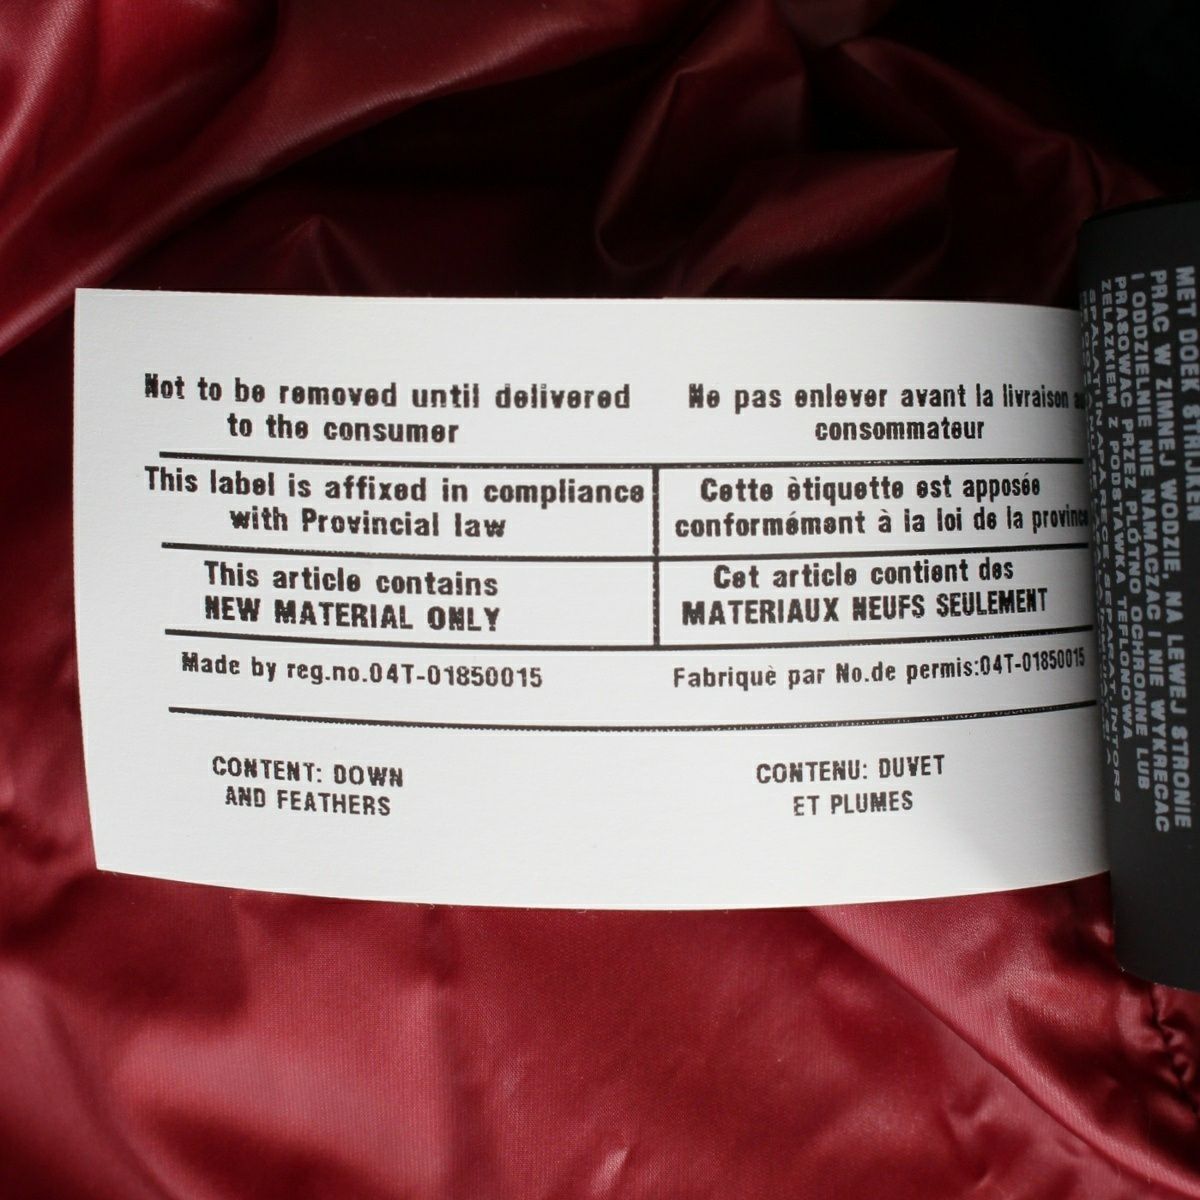 Not to be removed until delivered
to the consumer
Ne pas enlever avant la livraison au
consommateur
This label is affixed in compliance
with Provincial law
Cette ètiquette est apposée
conformément à la loi de la province
This article contains
NEW MATERIAL ONLY
Cet article contient des
MATERIAUX NEUFS SEULEMENT
Made by reg.no.04T-01850015
Fabriquè par No.de permis:04T-01850015
CONTENT: DOWN
AND FEATHERS
CONTENU: DUVET
ET PLUMES
MET DOEK STRIJKEN
PRAC W ZIMNEJ WODZIE, NA LEWEJ STRONIE
I ODDZIELNIE NIE NAMACZAC I NIE WYKRECAC
PRASOWAC PRZEZ PLÓTNO OCHRONNE LUB
ZELAZKIEM Z PODSTAWKA TEFLONOWA